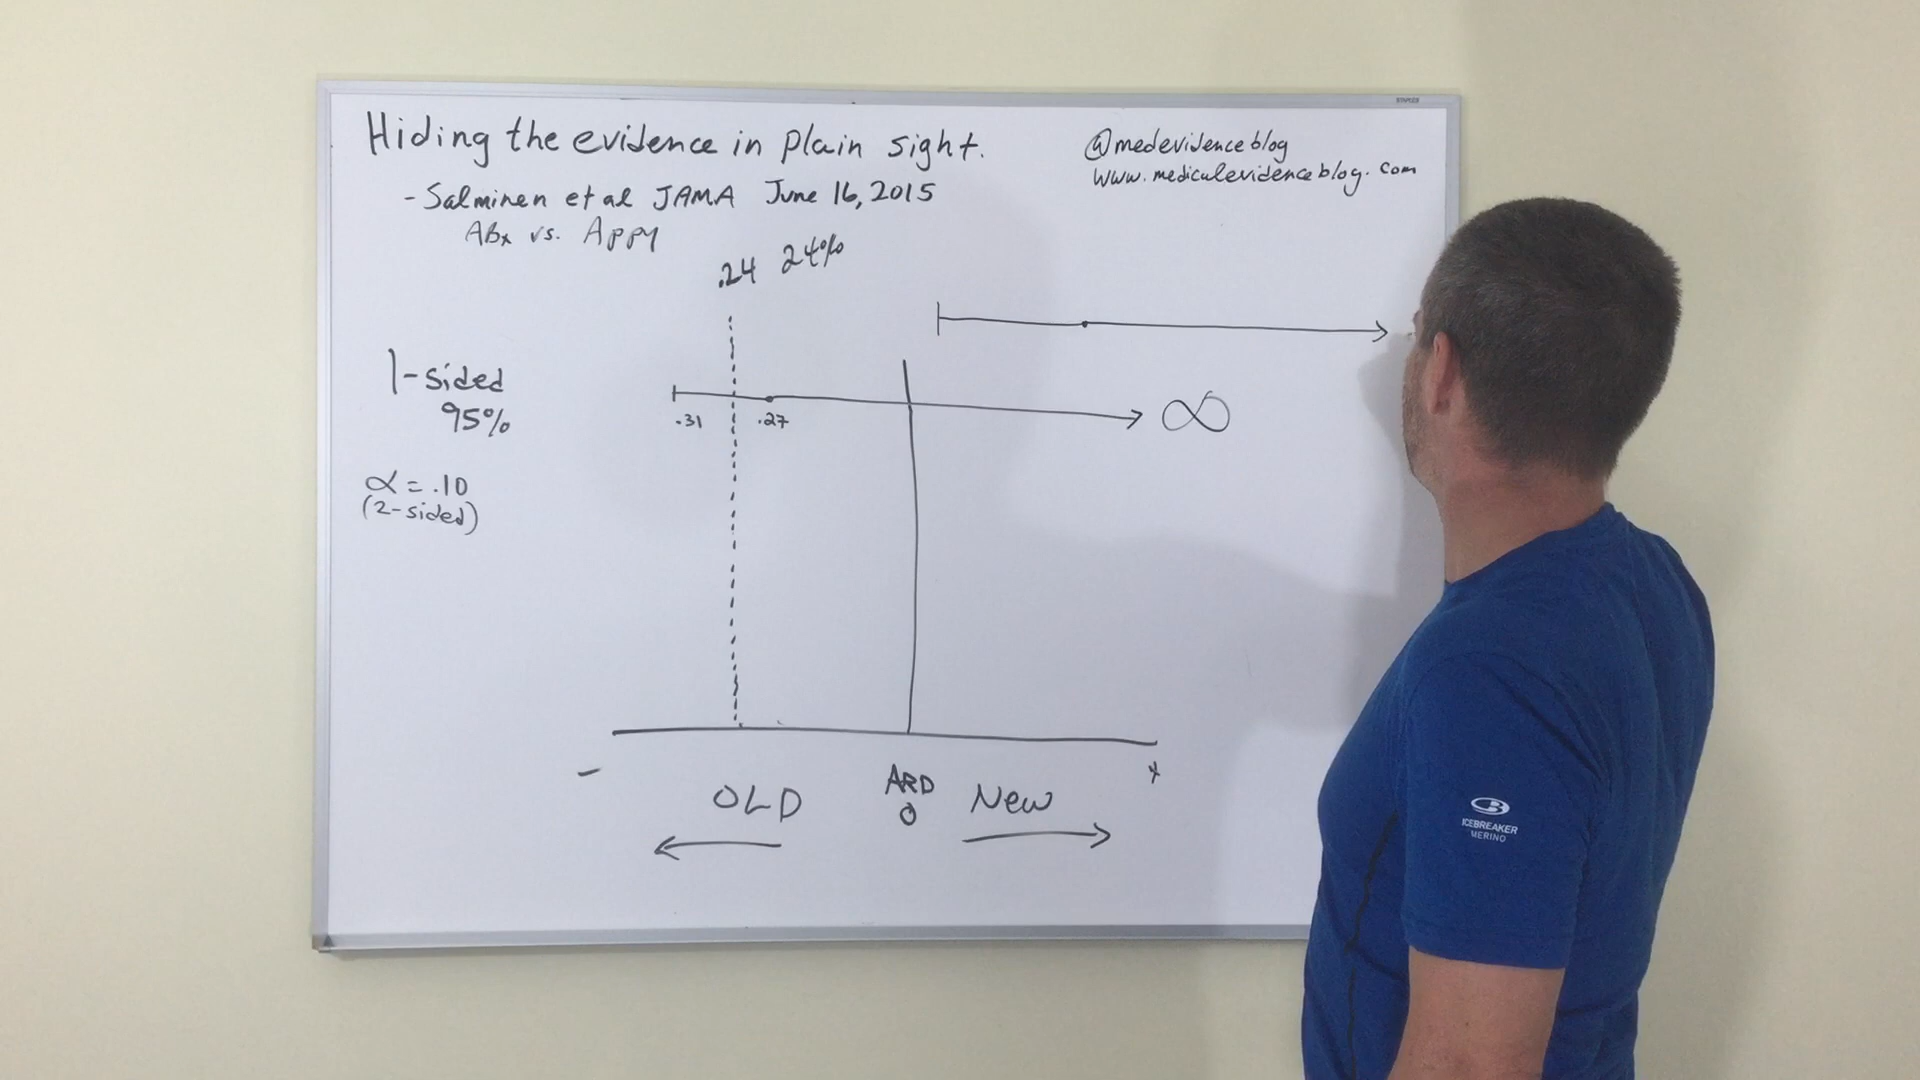 Hiding the evidence in plain sight.
- Salminen et al JAMA June 16, 2015
ABx vs. Appy
@medevidenceblog
www.medicalevidenceblog.com
.24 24%
1-sided
95%
.31 .27
∞
α = .10
(2-sided)
- +
OLD ARD New
0
ICEBREAKER
MERINO